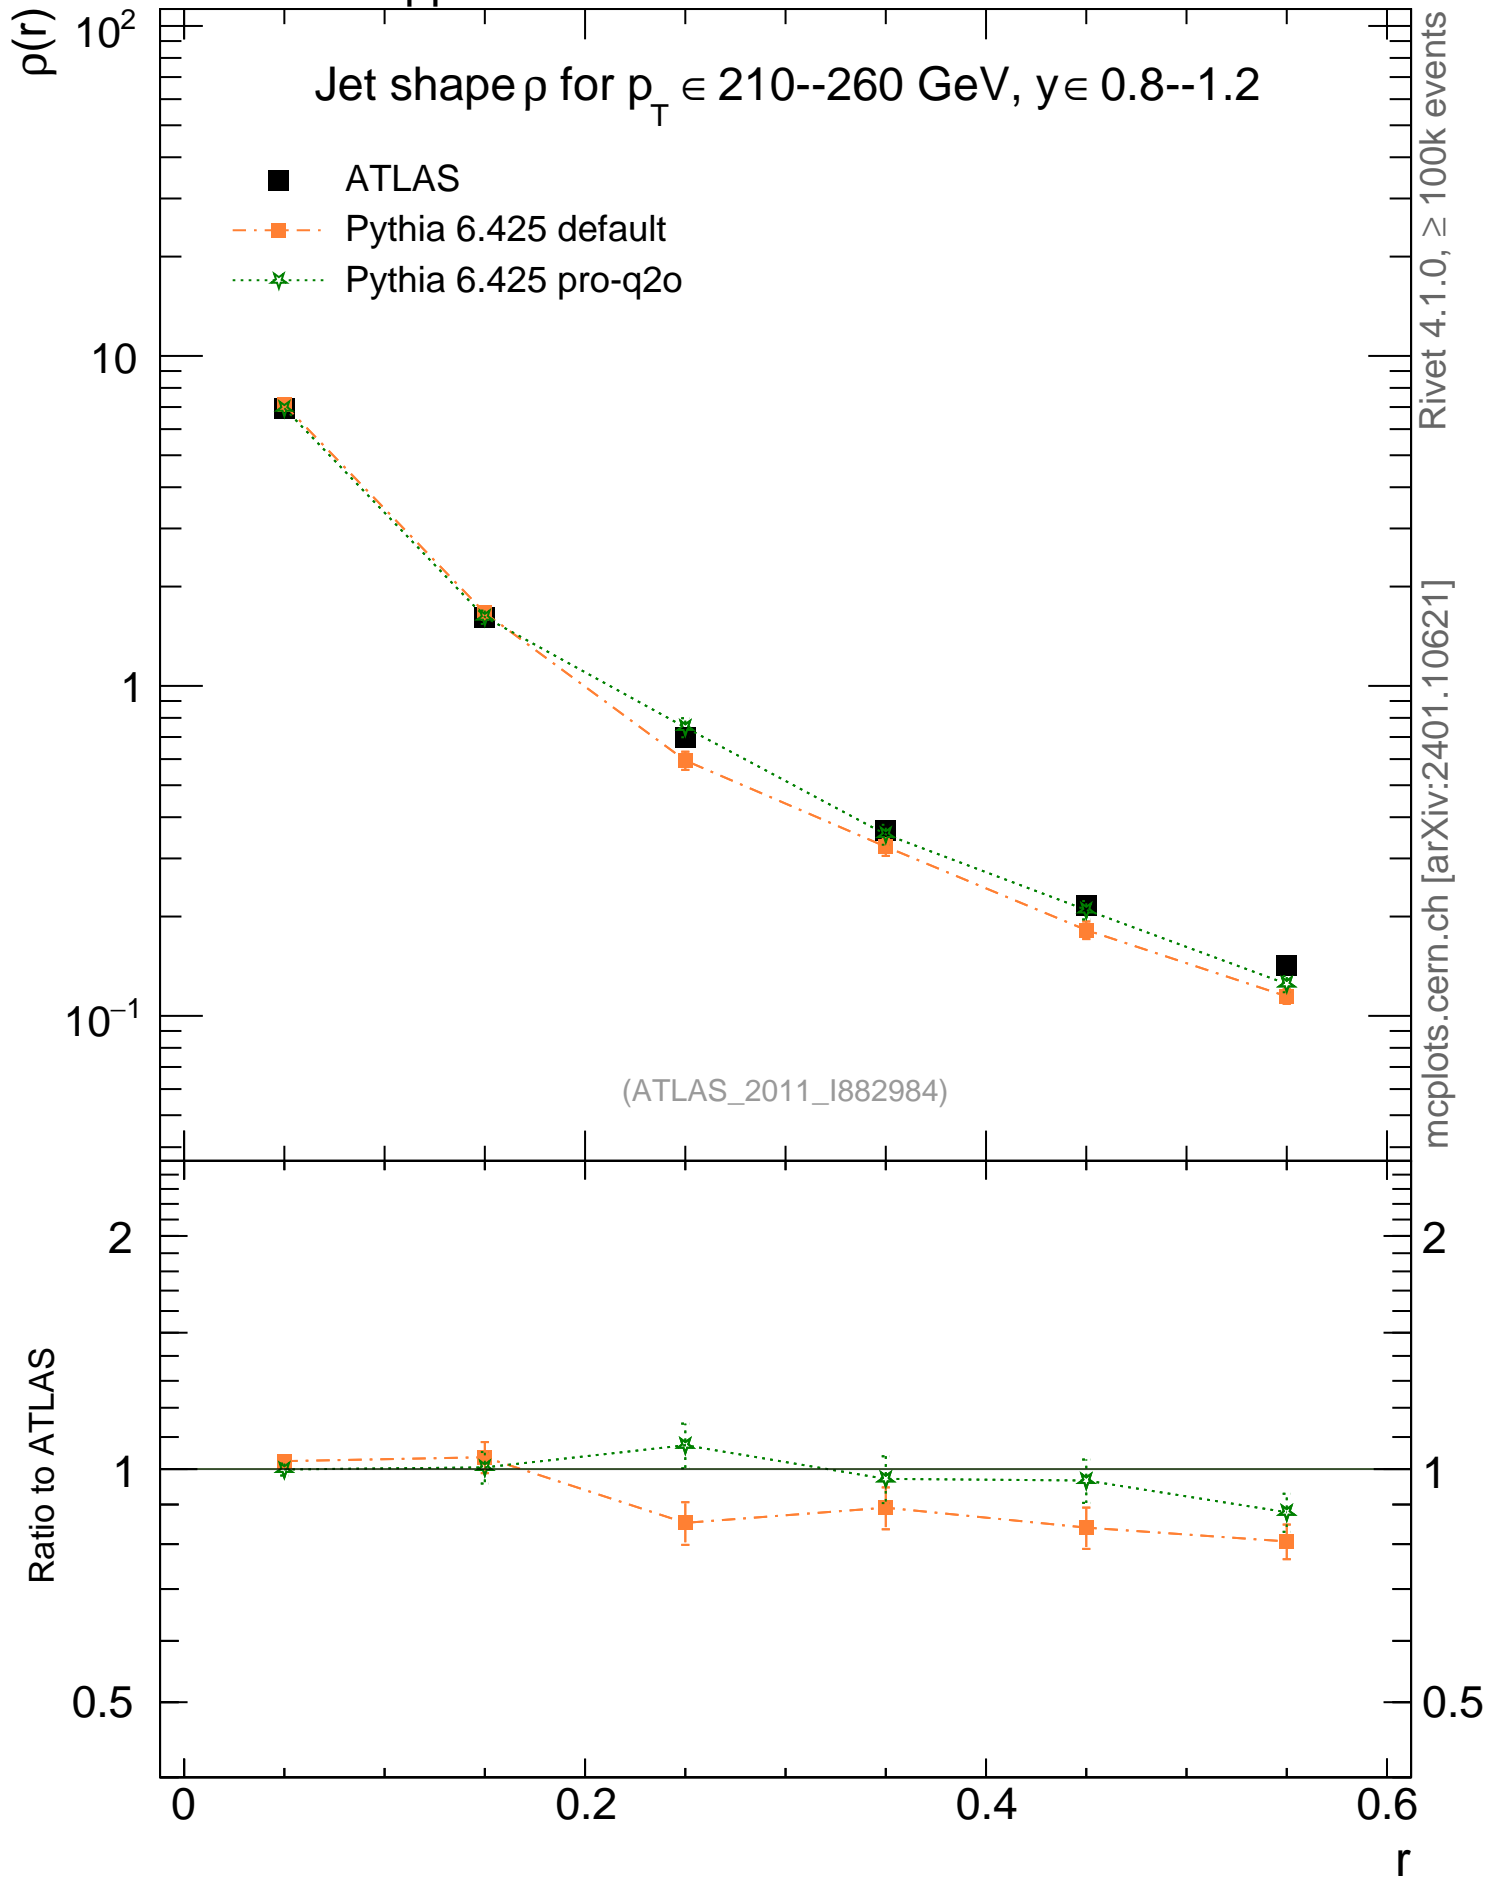 ρ(r)
Jet shape ρ for p_T ∈ 210--260 GeV, y ∈ 0.8--1.2
ATLAS
Pythia 6.425 default
Pythia 6.425 pro-q2o
10²
10
1
10⁻¹
(ATLAS_2011_I882984)
Rivet 4.1.0, ≥ 100k events
mcplots.cern.ch [arXiv:2401.10621]
Ratio to ATLAS
2
1
0.5
2
1
0.5
0
0.2
0.4
0.6
r